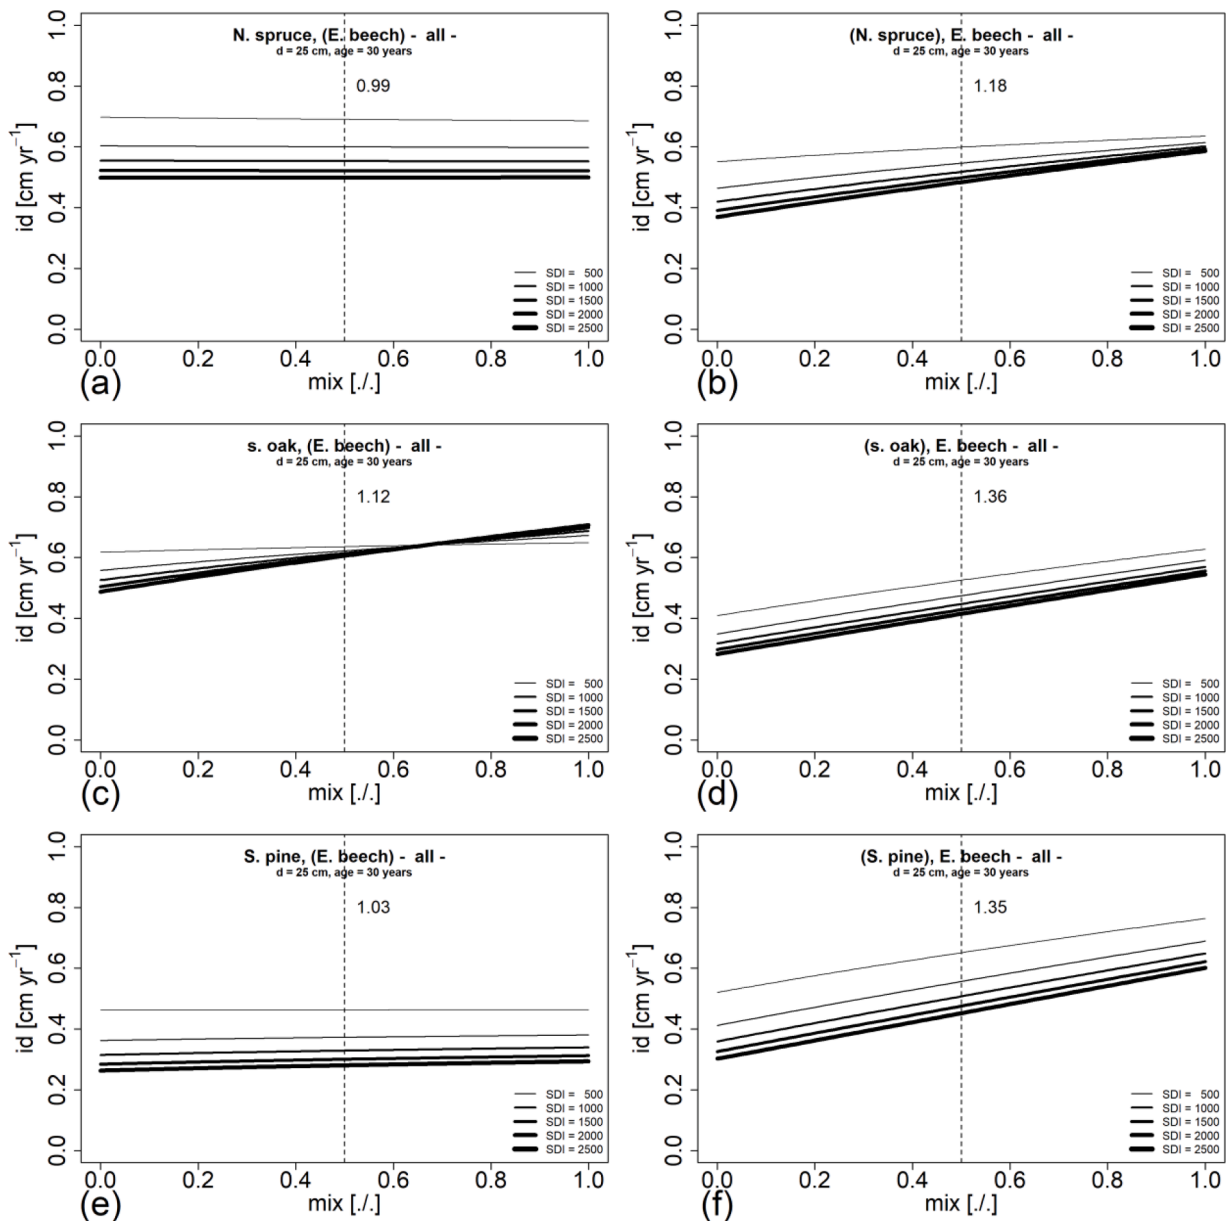 N. spruce, (E. beech) - all -
d = 25 cm, age = 30 years
0.99
id [cm yr⁻¹]
1.0
0.8
0.6
0.4
0.2
0.0
SDI = 500
SDI = 1000
SDI = 1500
SDI = 2000
SDI = 2500
0.0 0.2 0.4 0.6 0.8 1.0
mix [./.]
(a)
(N. spruce), E. beech - all -
d = 25 cm, age = 30 years
1.18
id [cm yr⁻¹]
1.0
0.8
0.6
0.4
0.2
0.0
SDI = 500
SDI = 1000
SDI = 1500
SDI = 2000
SDI = 2500
0.0 0.2 0.4 0.6 0.8 1.0
mix [./.]
(b)
s. oak, (E. beech) - all -
d = 25 cm, age = 30 years
1.12
id [cm yr⁻¹]
1.0
0.8
0.6
0.4
0.2
0.0
SDI = 500
SDI = 1000
SDI = 1500
SDI = 2000
SDI = 2500
0.0 0.2 0.4 0.6 0.8 1.0
mix [./.]
(c)
(s. oak), E. beech - all -
d = 25 cm, age = 30 years
1.36
id [cm yr⁻¹]
1.0
0.8
0.6
0.4
0.2
0.0
SDI = 500
SDI = 1000
SDI = 1500
SDI = 2000
SDI = 2500
0.0 0.2 0.4 0.6 0.8 1.0
mix [./.]
(d)
S. pine, (E. beech) - all -
d = 25 cm, age = 30 years
1.03
id [cm yr⁻¹]
1.0
0.8
0.6
0.4
0.2
0.0
SDI = 500
SDI = 1000
SDI = 1500
SDI = 2000
SDI = 2500
0.0 0.2 0.4 0.6 0.8 1.0
mix [./.]
(e)
(S. pine), E. beech - all -
d = 25 cm, age = 30 years
1.35
id [cm yr⁻¹]
1.0
0.8
0.6
0.4
0.2
0.0
SDI = 500
SDI = 1000
SDI = 1500
SDI = 2000
SDI = 2500
0.0 0.2 0.4 0.6 0.8 1.0
mix [./.]
(f)